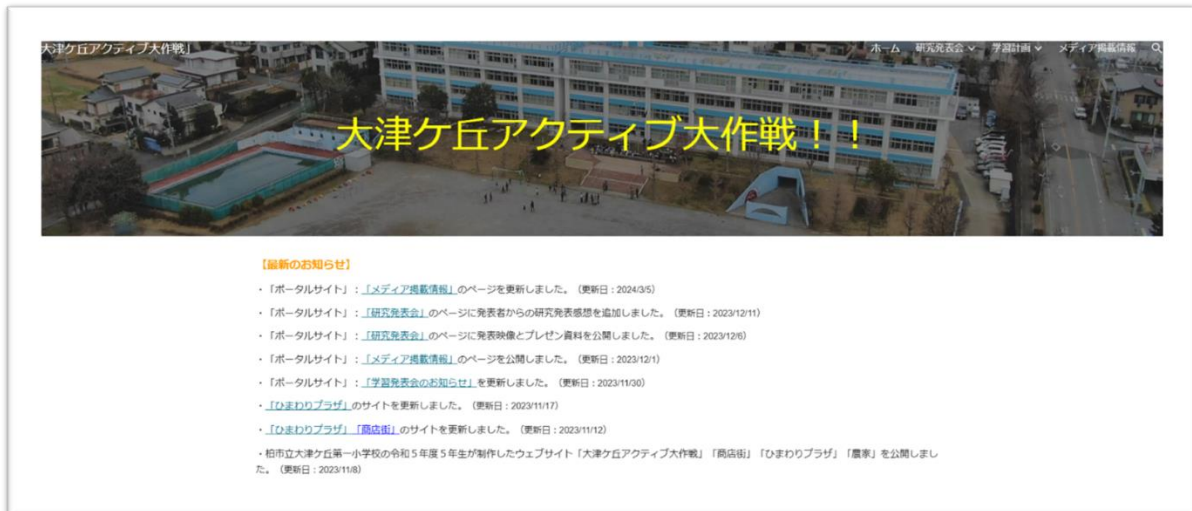 大津ケ丘アクティブ大作戦」
ホーム 研究発表会 学習計画 メディア掲載情報
大津ケ丘アクティブ大作戦！！
【最新のお知らせ】
・「ポータルサイト」：「メディア掲載情報」のページを更新しました。（更新日：2024/3/5）
・「ポータルサイト」：「研究発表会」のページに発表者からの研究発表感想を追加しました。（更新日：2023/12/11）
・「ポータルサイト」：「研究発表会」のページに発表映像とプレゼン資料を公開しました。（更新日：2023/12/6）
・「ポータルサイト」：「メディア掲載情報」のページを公開しました。（更新日：2023/12/1）
・「ポータルサイト」：「学習発表会のお知らせ」を更新しました。（更新日：2023/11/30）
・「ひまわりプラザ」のサイトを更新しました。（更新日：2023/11/17）
・「ひまわりプラザ」「商店街」のサイトを更新しました。（更新日：2023/11/12）
・柏市立大津ケ丘第一小学校の令和５年度５年生が制作したウェブサイト「大津ケ丘アクティブ大作戦」「商店街」「ひまわりプラザ」「農家」を公開しまし
た。（更新日：2023/11/8）